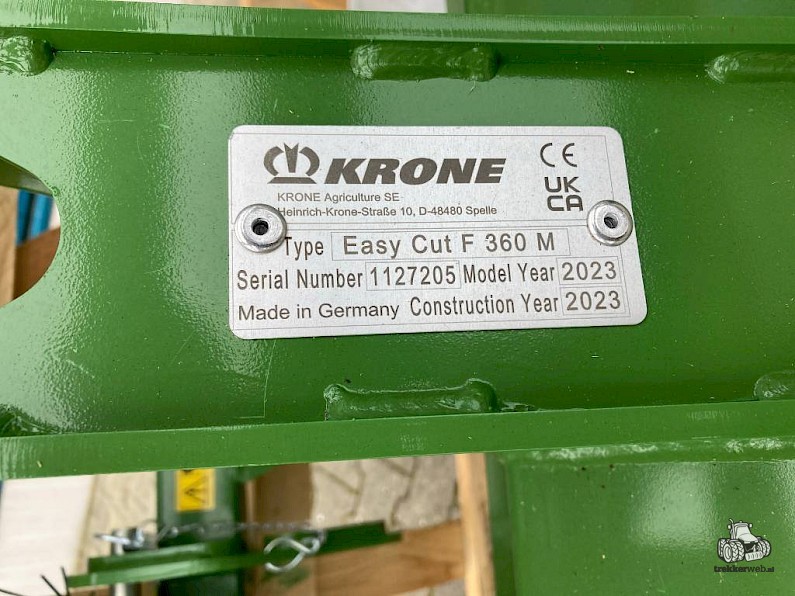 KRONE CE
KRONE Agriculture SE
Heinrich-Krone-Straße 10, D-48480 Spelle
UK
CA
Type Easy Cut F 360 M
Serial Number 1127205 Model Year 2023
Made in Germany Construction Year 2023
trekkerweb.nl